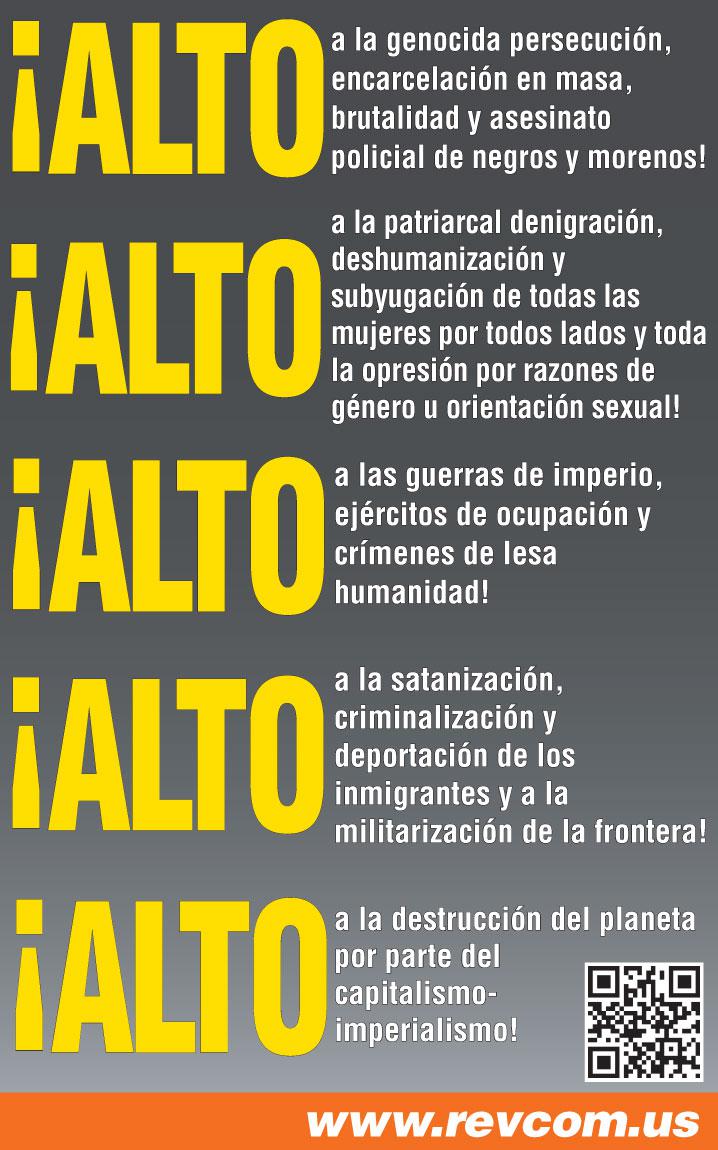 ¡ALTO a la genocida persecución,
encarcelación en masa,
brutalidad y asesinato
policial de negros y morenos!
¡ALTO a la patriarcal denigración,
deshumanización y
subyugación de todas las
mujeres por todos lados y toda
la opresión por razones de
género u orientación sexual!
¡ALTO a las guerras de imperio,
ejércitos de ocupación y
crímenes de lesa
humanidad!
¡ALTO a la satanización,
criminalización y
deportación de los
inmigrantes y a la
militarización de la frontera!
¡ALTO a la destrucción del planeta
por parte del
capitalismo-
imperialismo!
www.revcom.us